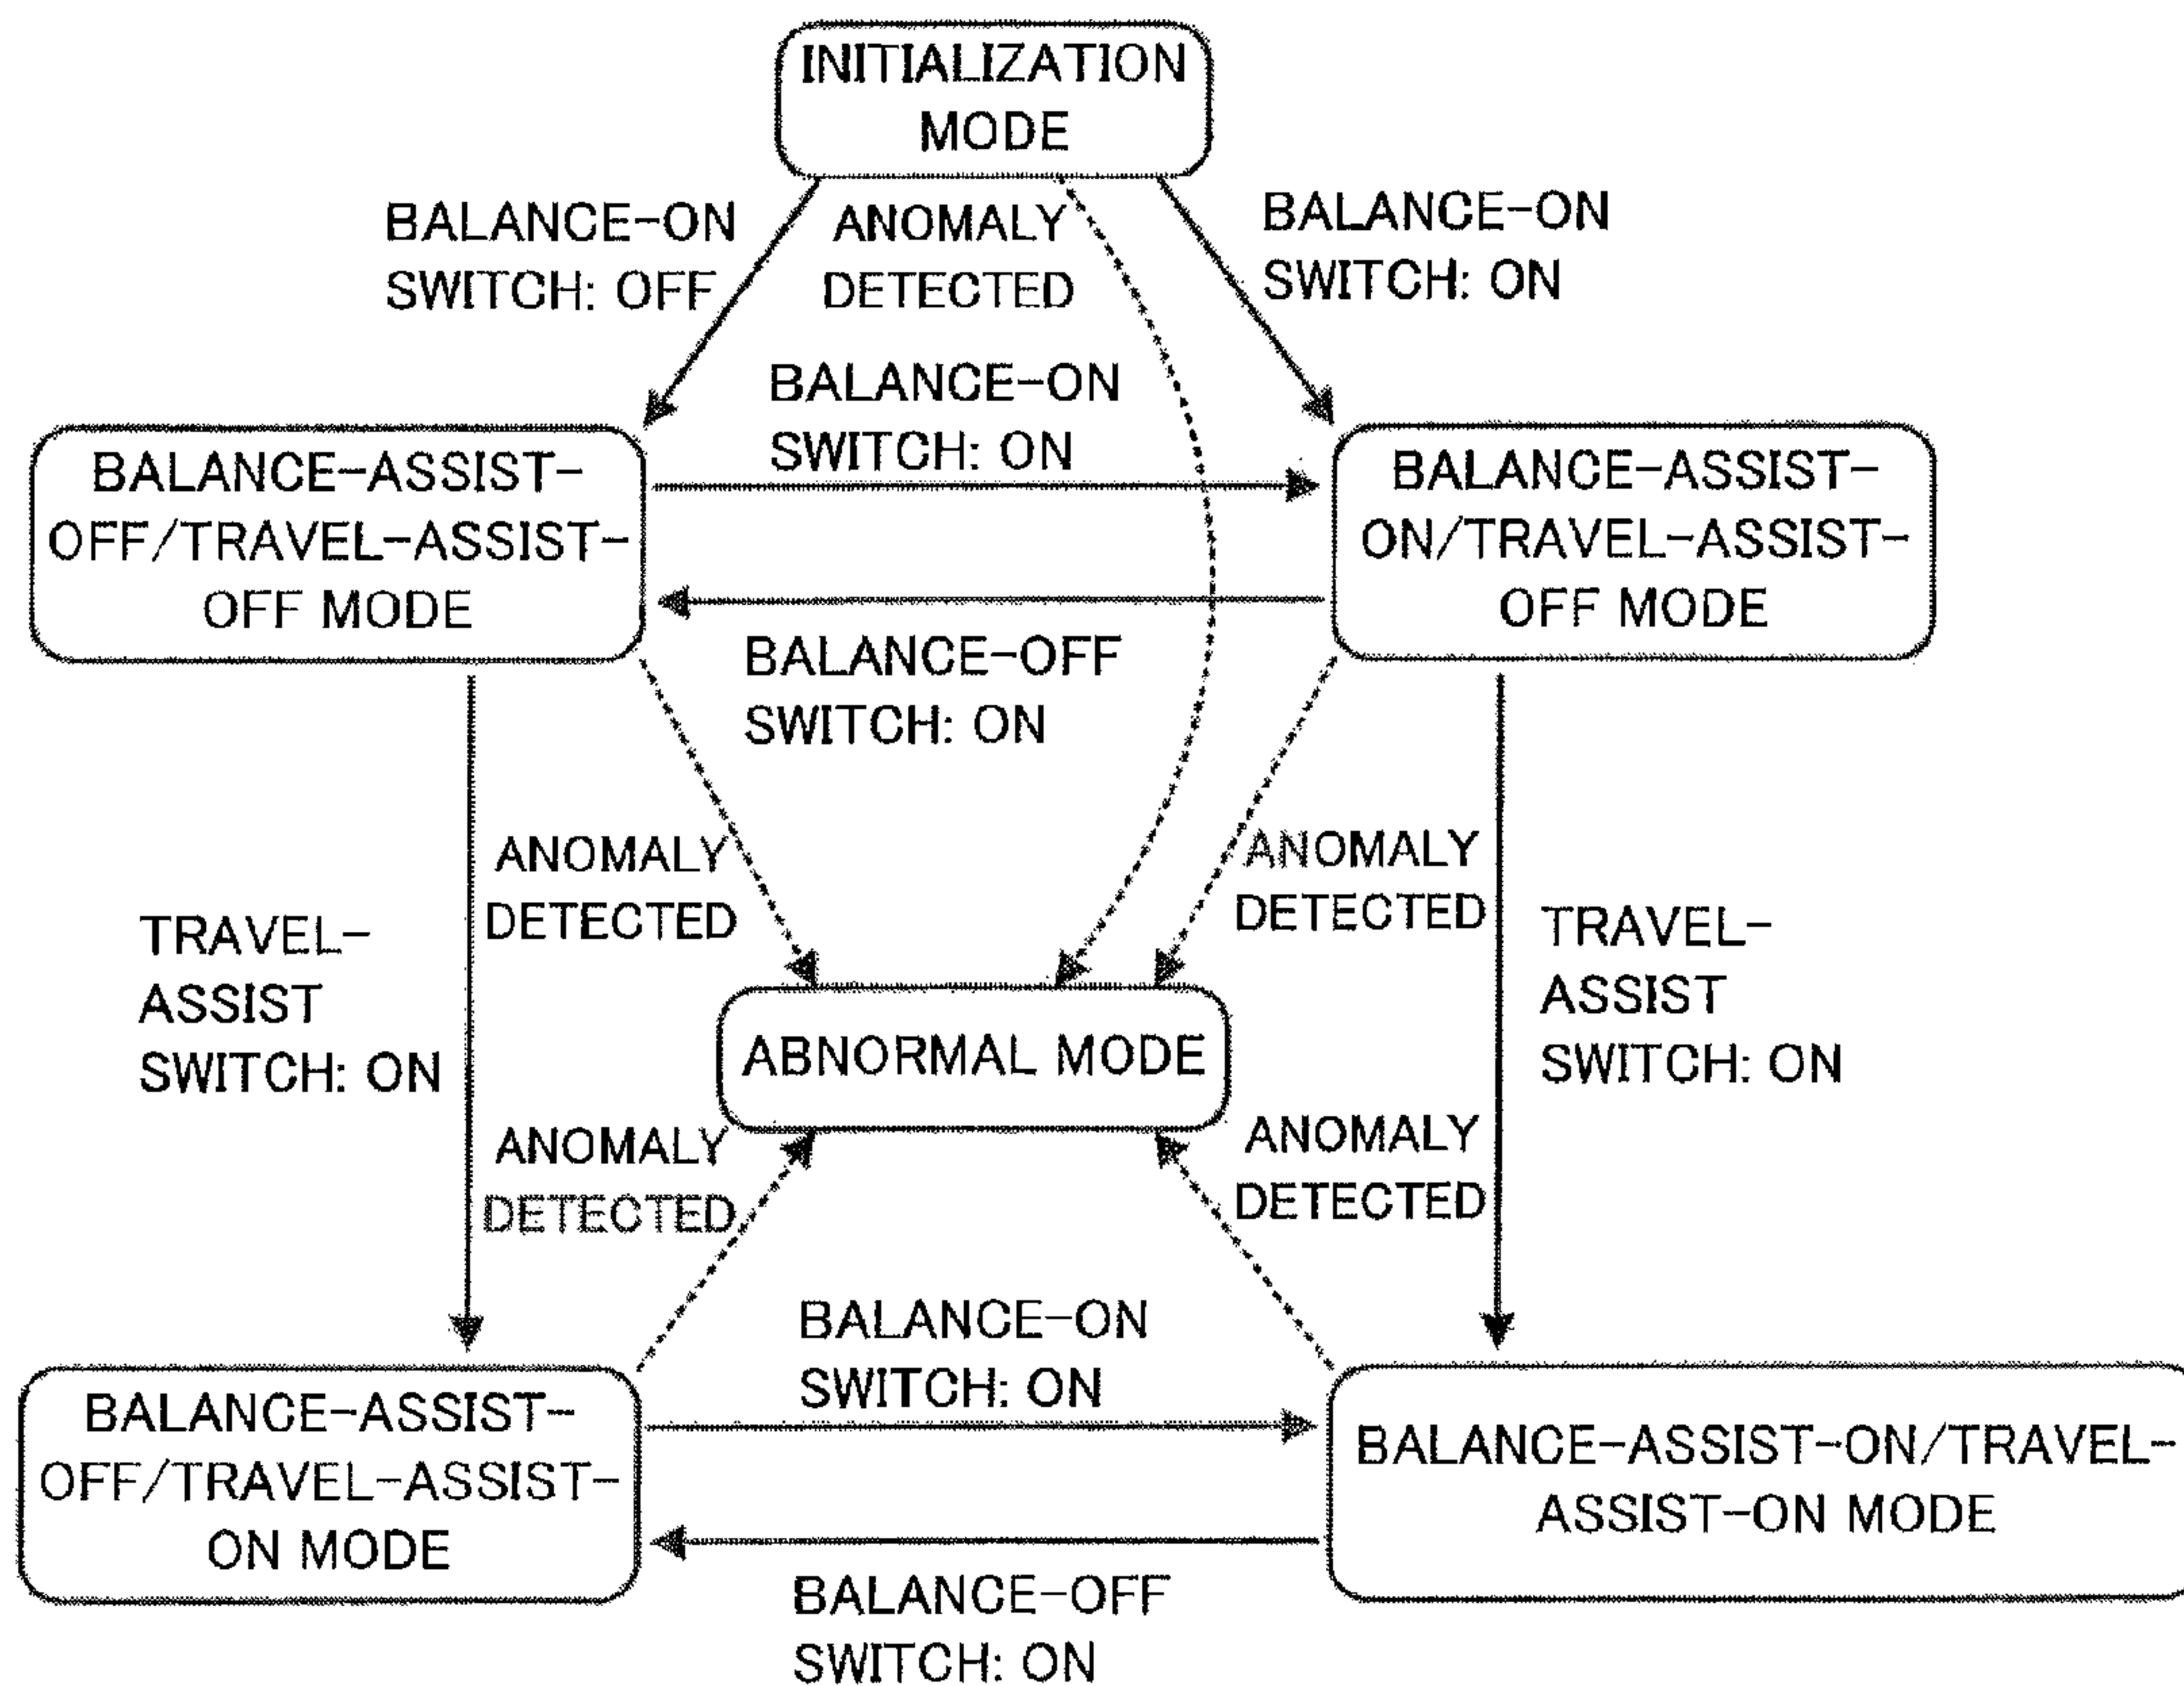 INITIALIZATION
MODE
BALANCE-ON
SWITCH: OFF
ANOMALY
DETECTED
BALANCE-ON
SWITCH: ON
BALANCE-ON
SWITCH: ON
BALANCE-ASSIST-
OFF/TRAVEL-ASSIST-
OFF MODE
BALANCE-ASSIST-
ON/TRAVEL-ASSIST-
OFF MODE
BALANCE-OFF
SWITCH: ON
ANOMALY
DETECTED
ANOMALY
DETECTED
TRAVEL-
ASSIST
SWITCH: ON
TRAVEL-
ASSIST
SWITCH: ON
ABNORMAL MODE
ANOMALY
DETECTED
ANOMALY
DETECTED
BALANCE-ON
SWITCH: ON
BALANCE-ASSIST-
OFF/TRAVEL-ASSIST-
ON MODE
BALANCE-ASSIST-ON/TRAVEL-
ASSIST-ON MODE
BALANCE-OFF
SWITCH: ON